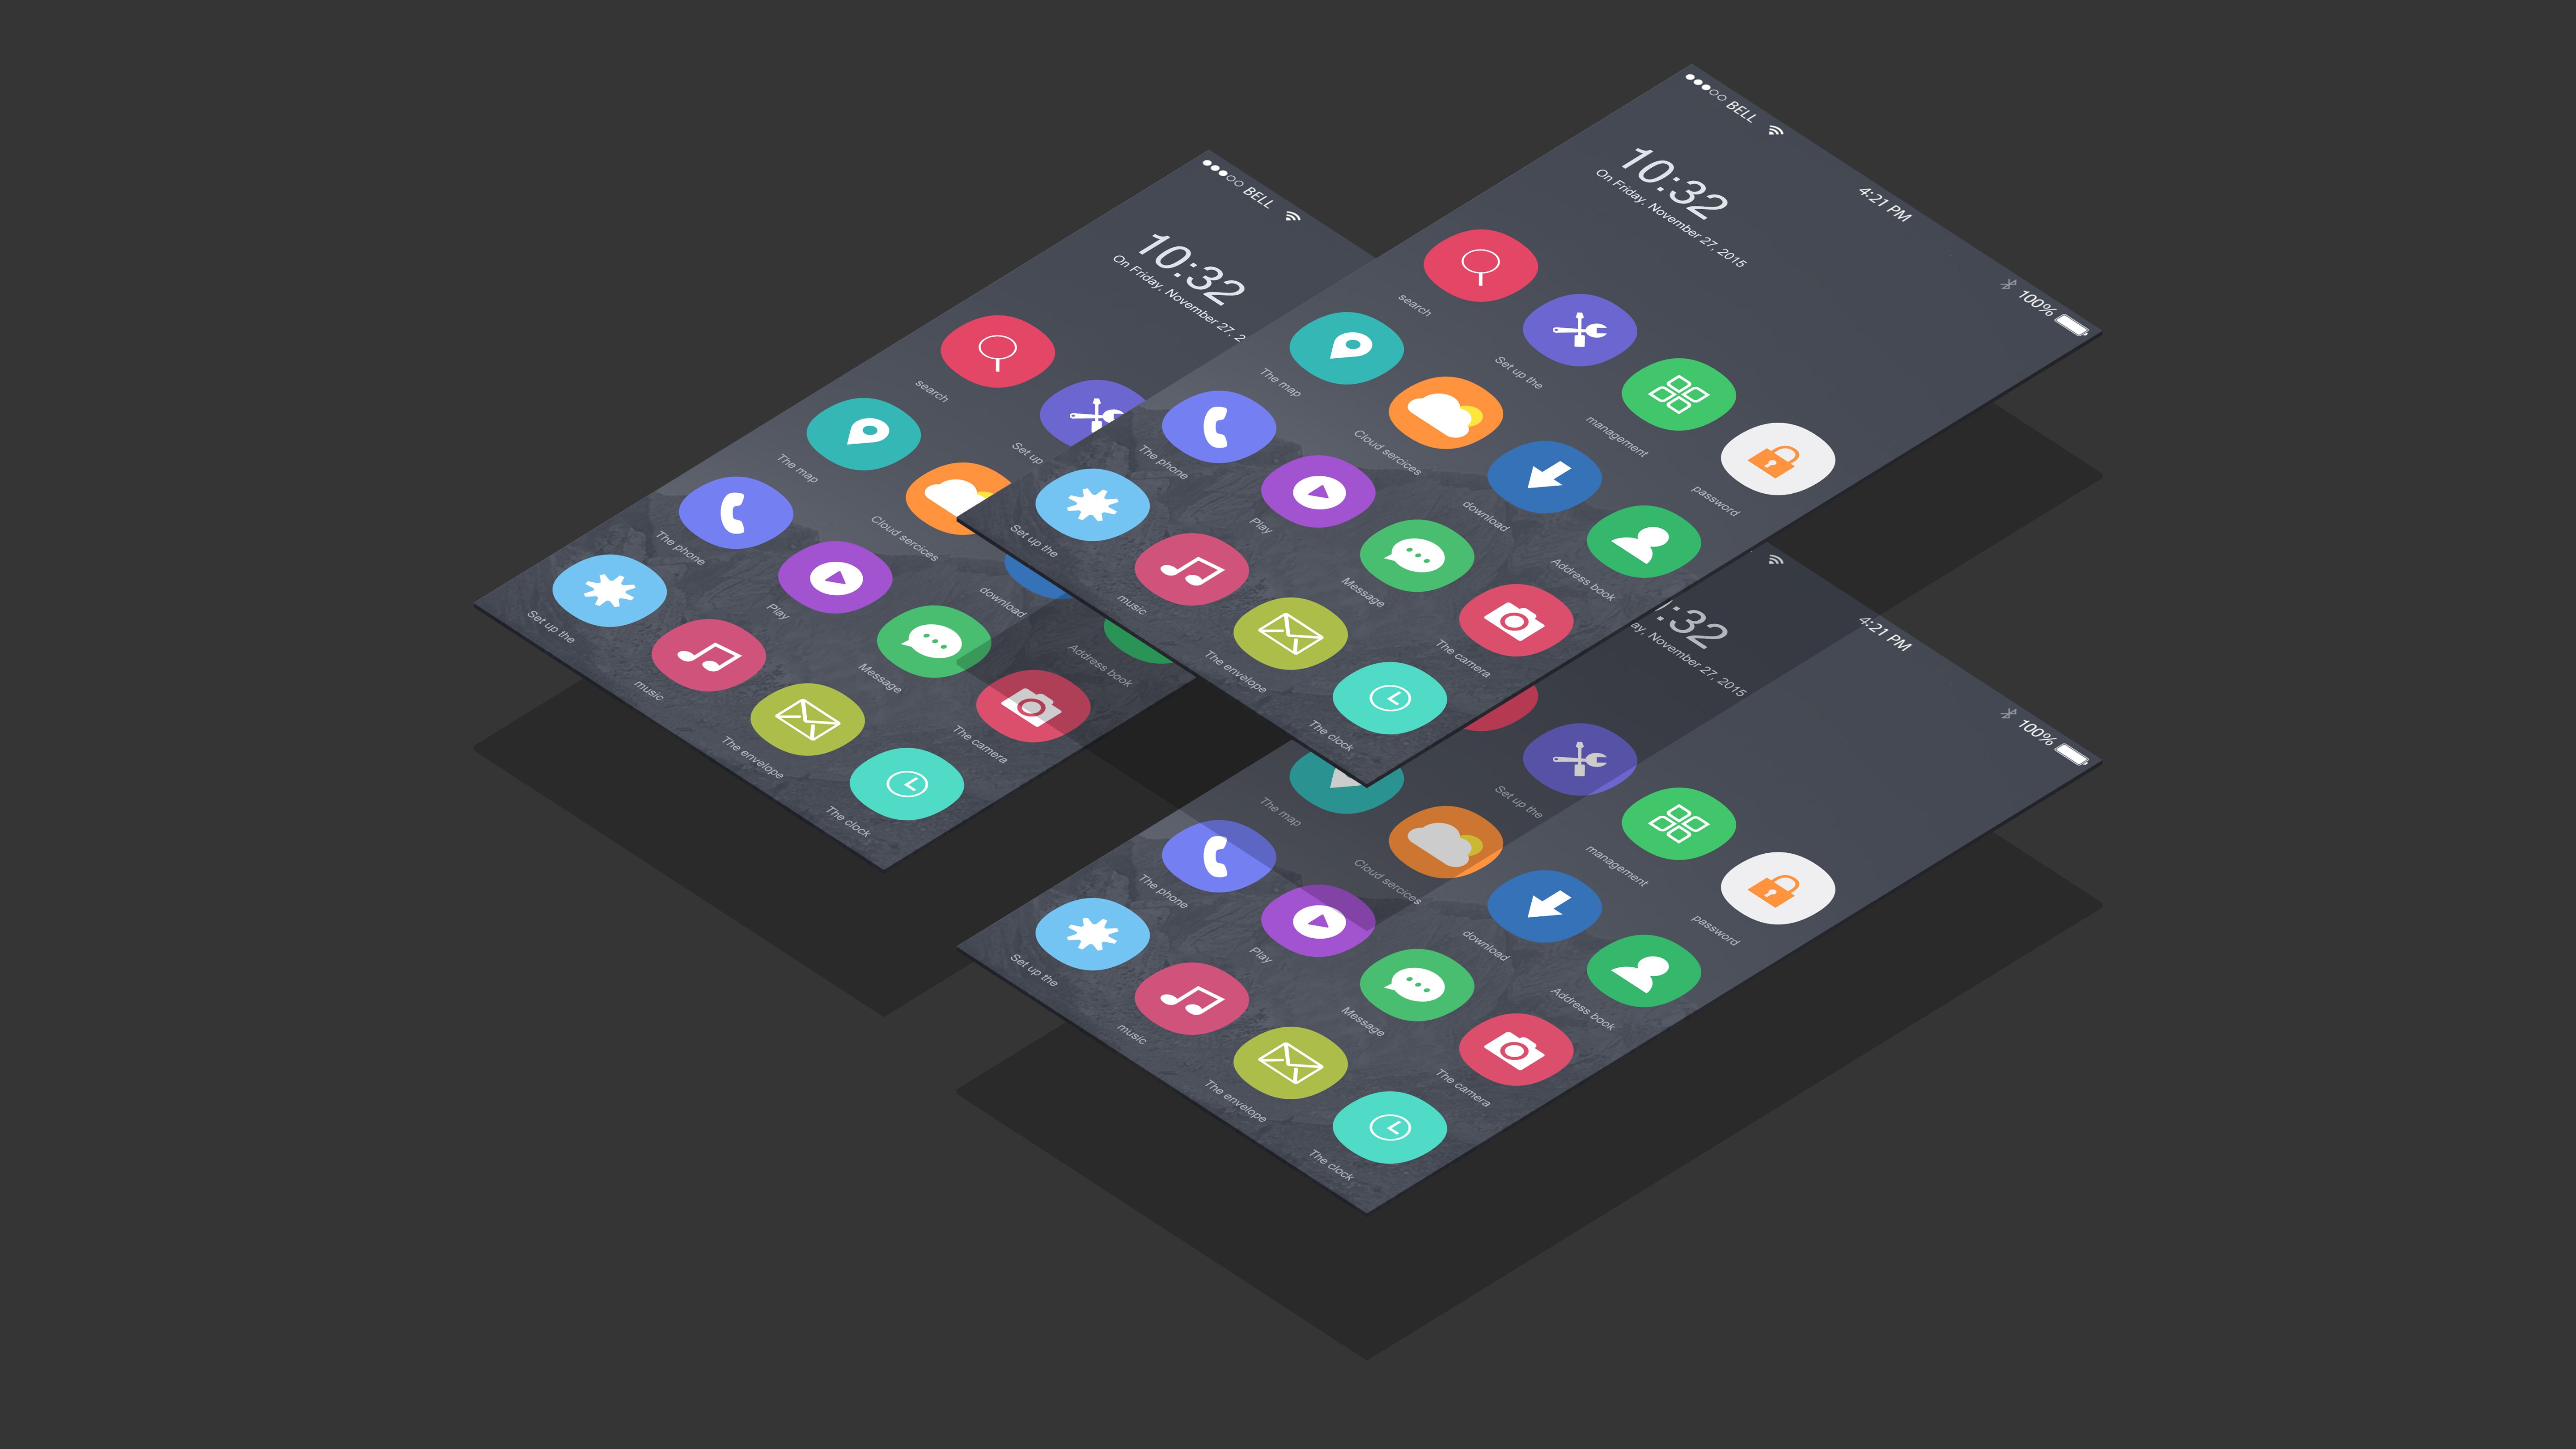 BELL
10:32
On Friday, November 27, 2
search
The map
Set up
The phone
Cloud sercices
Set up the
Play
download
music
Message
Address book
The envelope
The camera
The clock
BELL
4:21 PM
100%
10:32
On Friday, November 27, 2015
search
Set up the
management
password
The map
Cloud sercices
download
Address book
The phone
Play
Message
The camera
Set up the
music
The envelope
The clock
4:21 PM
100%
:32
ay, November 27, 2015
Set up the
management
password
The map
Cloud sercices
download
Address book
The phone
Play
Message
The camera
Set up the
music
The envelope
The clock